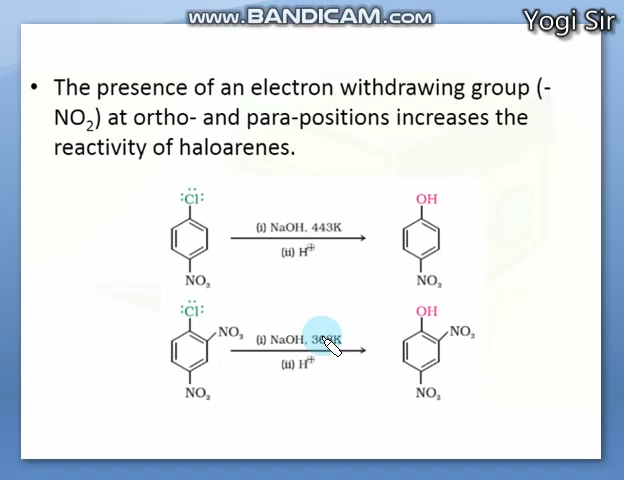 www.BANDICAM.com
Yogi Sir
• The presence of an electron withdrawing group (-
NO₂) at ortho- and para-positions increases the
reactivity of haloarenes.
:Cl:
OH
(i) NaOH, 443K
(ii) H⊕
NO₂
NO₂
:Cl:
OH
NO₂
NO₂
(i) NaOH,
(ii) H⊕
NO₂
NO₂